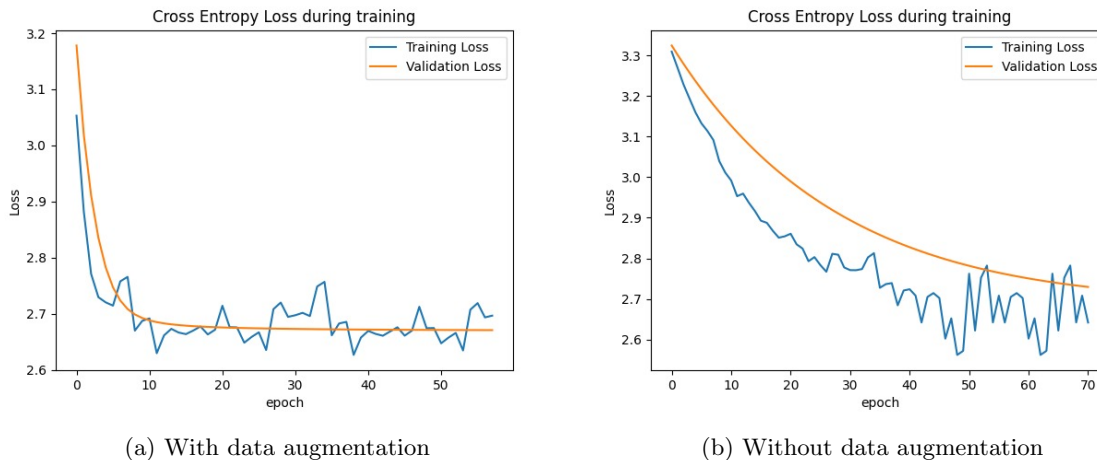 Cross Entropy Loss during training
3.2
3.1
3.0
2.9
2.8
2.7
2.6
Loss
Training Loss
Validation Loss
0
10
20
30
40
50
epoch
(a) With data augmentation
Cross Entropy Loss during training
3.3
3.2
3.1
3.0
2.9
2.8
2.7
2.6
Loss
Training Loss
Validation Loss
0
10
20
30
40
50
60
70
epoch
(b) Without data augmentation